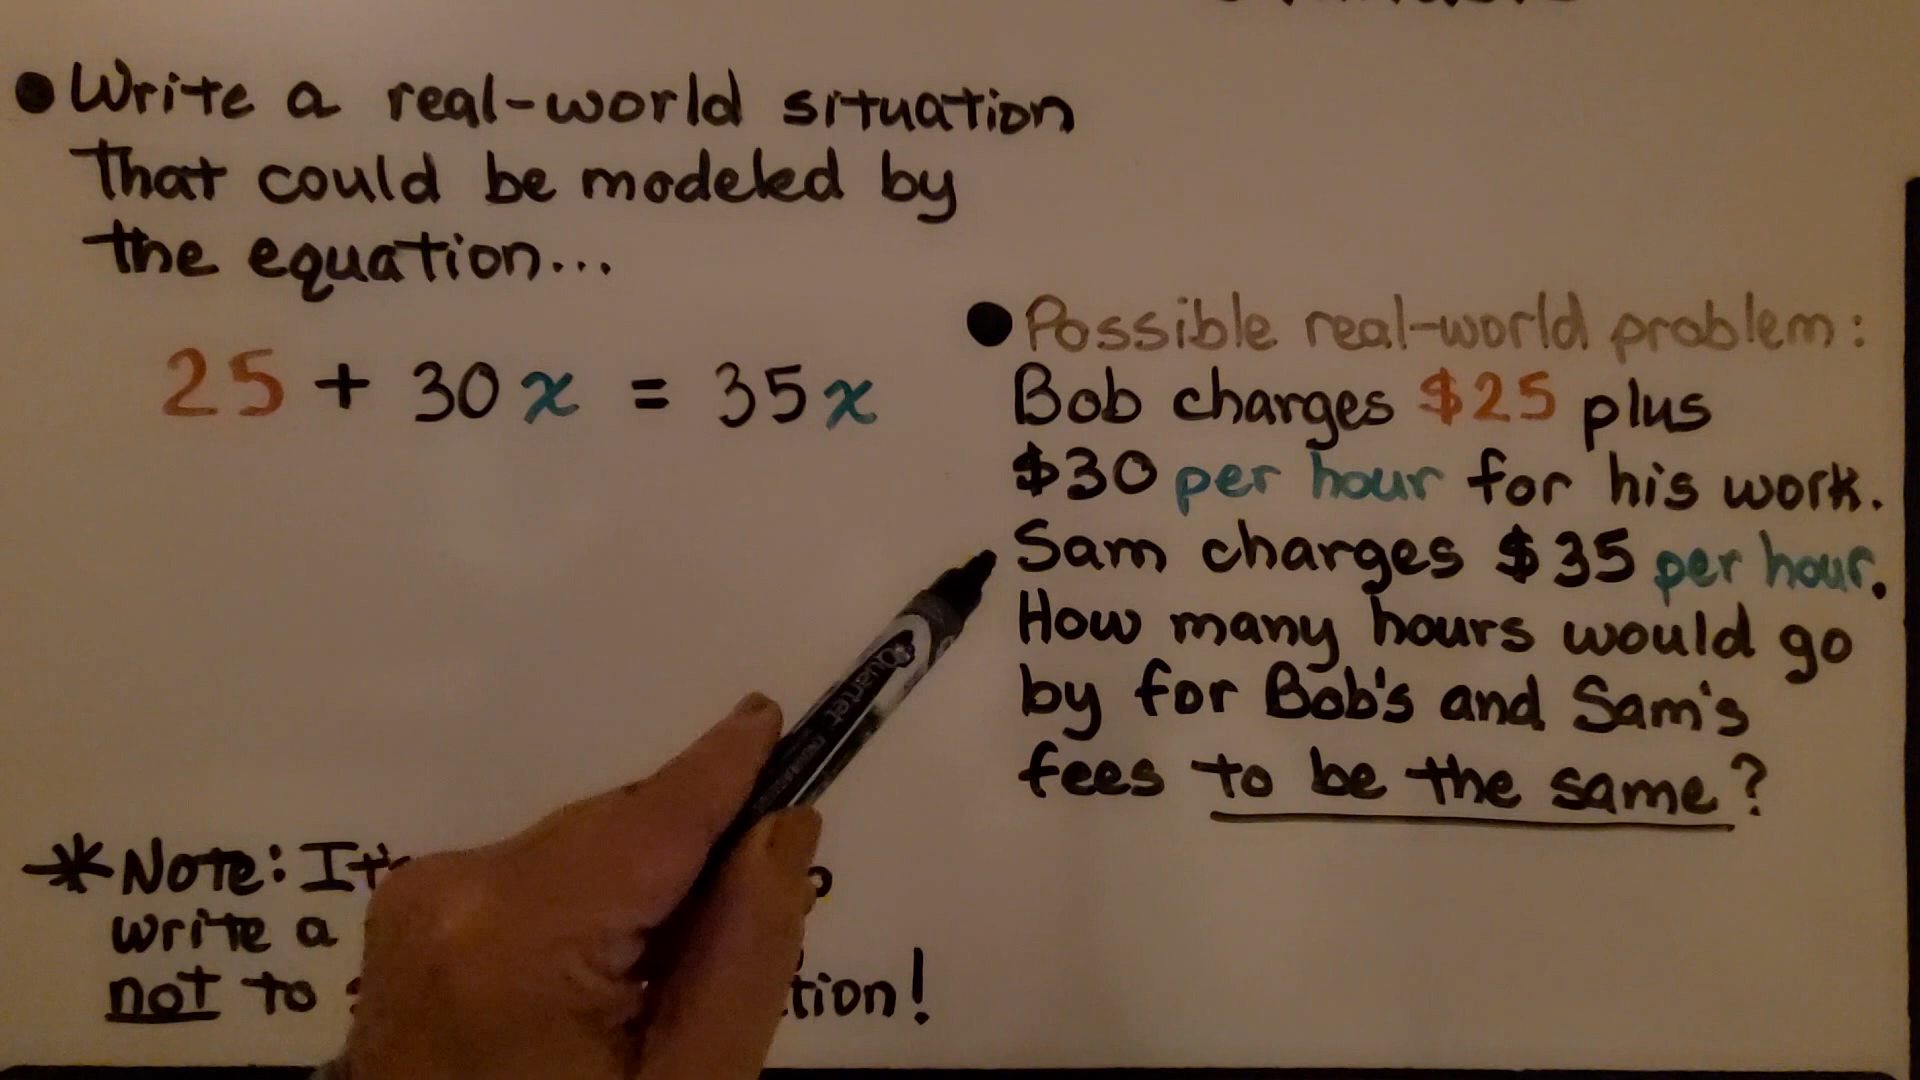 Write a real-world situation
that could be modeled by
the equation...
25 + 30x = 35x
Possible real-world problem:
Bob charges $25 plus
$30 per hour for his work.
Sam charges $35 per hour.
How many hours would go
by for Bob's and Sam's
fees to be the same?
*Note: It's
write a
not to
tion!
Quartet